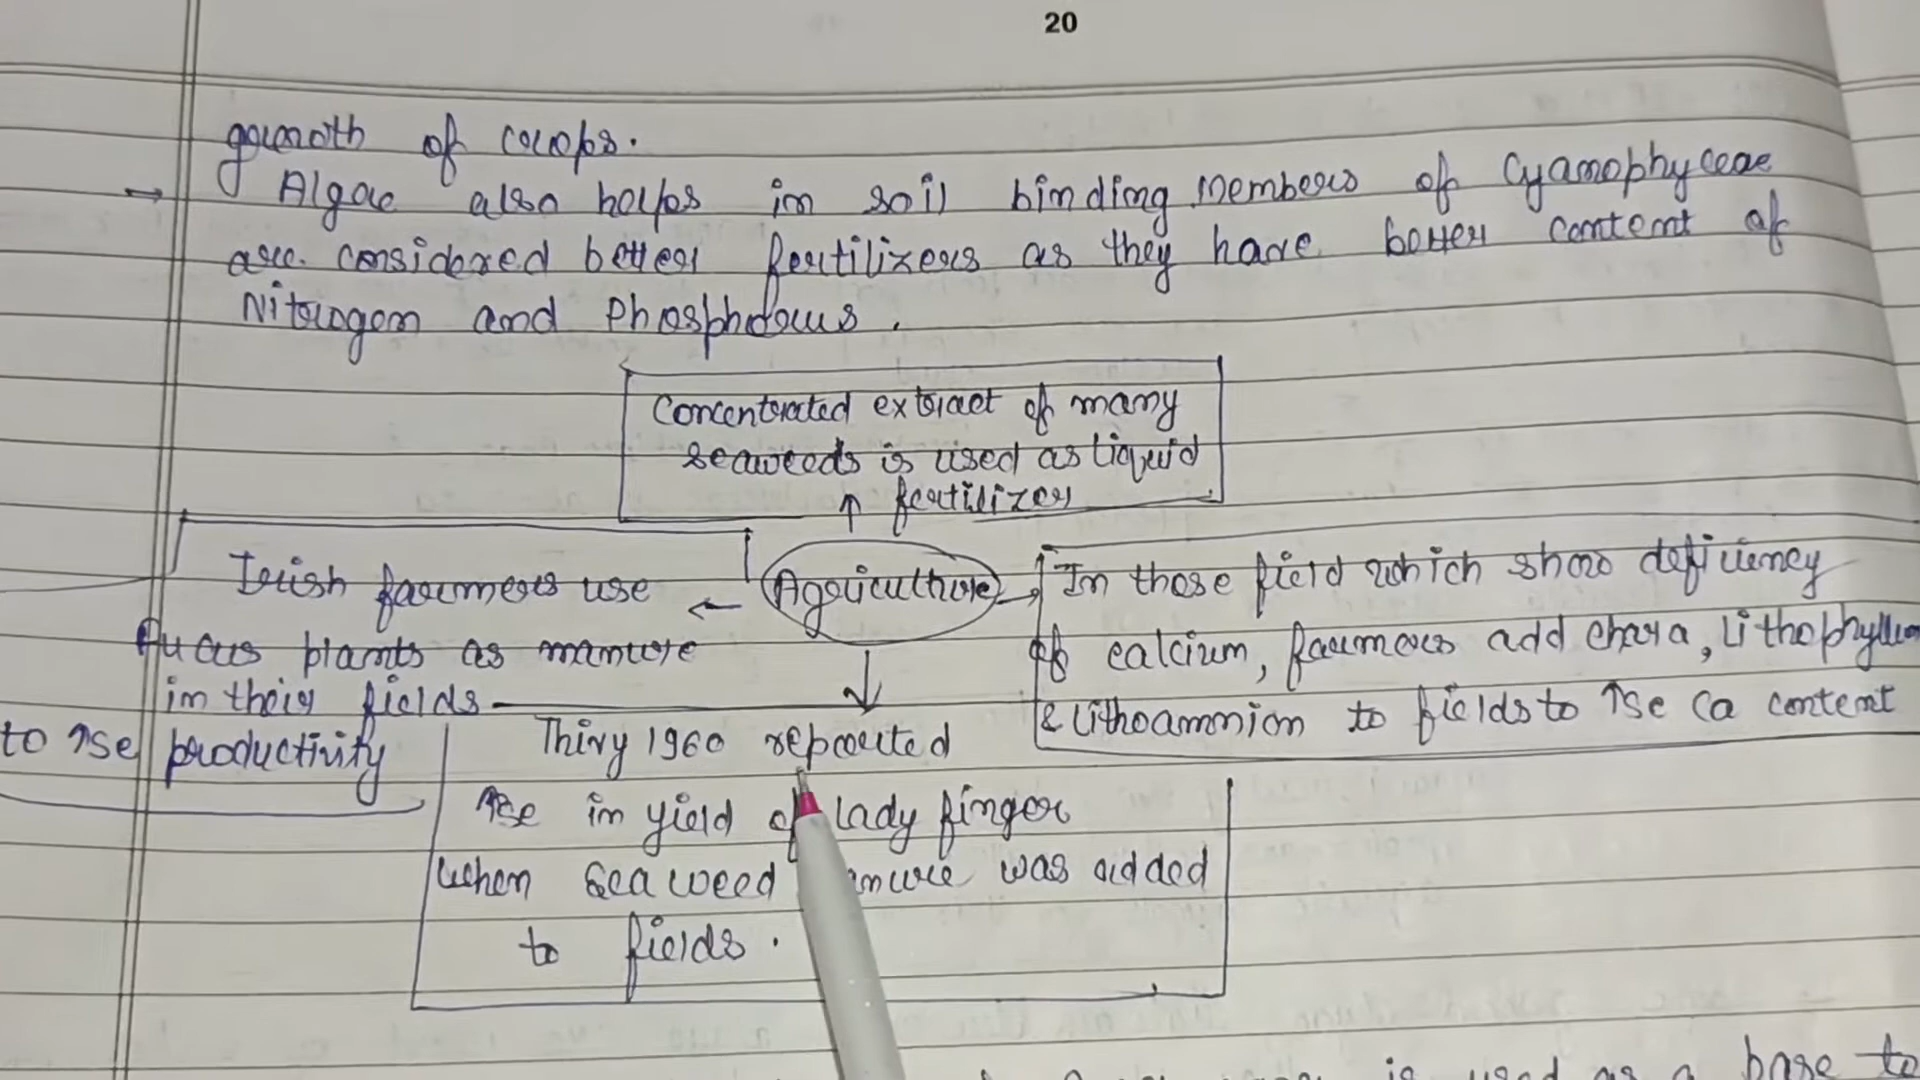 20
growth of crops.
→ Algae also helps in soil binding members of Cyanophyceae
are considered better fertilizers as they have better content of
Nitrogen and Phosphorus.
Concentrated extract of many
seaweeds is used as liquid
↑ fertilizer
Irish farmers use
Fucus plants as manure
in their fields
to ↑se productivity
← Agriculture →
In those field which show deficiency
of calcium, farmers add chara, Lithophyllum
& Lithoamnion to fields to ↑se Ca content
↓
Thivy 1960 reported
↑se in yield of lady finger
when Seaweed was added
to fields.
is used as a base to